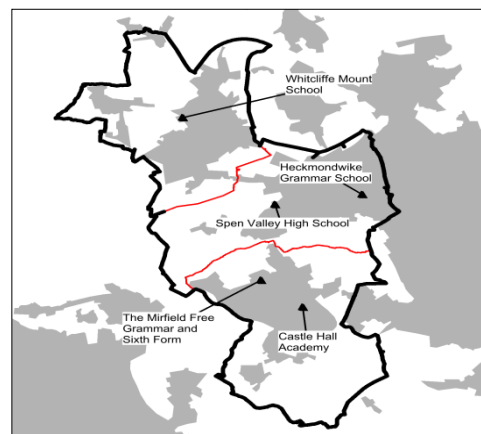 Whitcliffe Mount
School
Heckmondwike
Grammar School
Spen Valley High School
The Mirfield Free
Grammar and
Sixth Form
Castle Hall
Academy